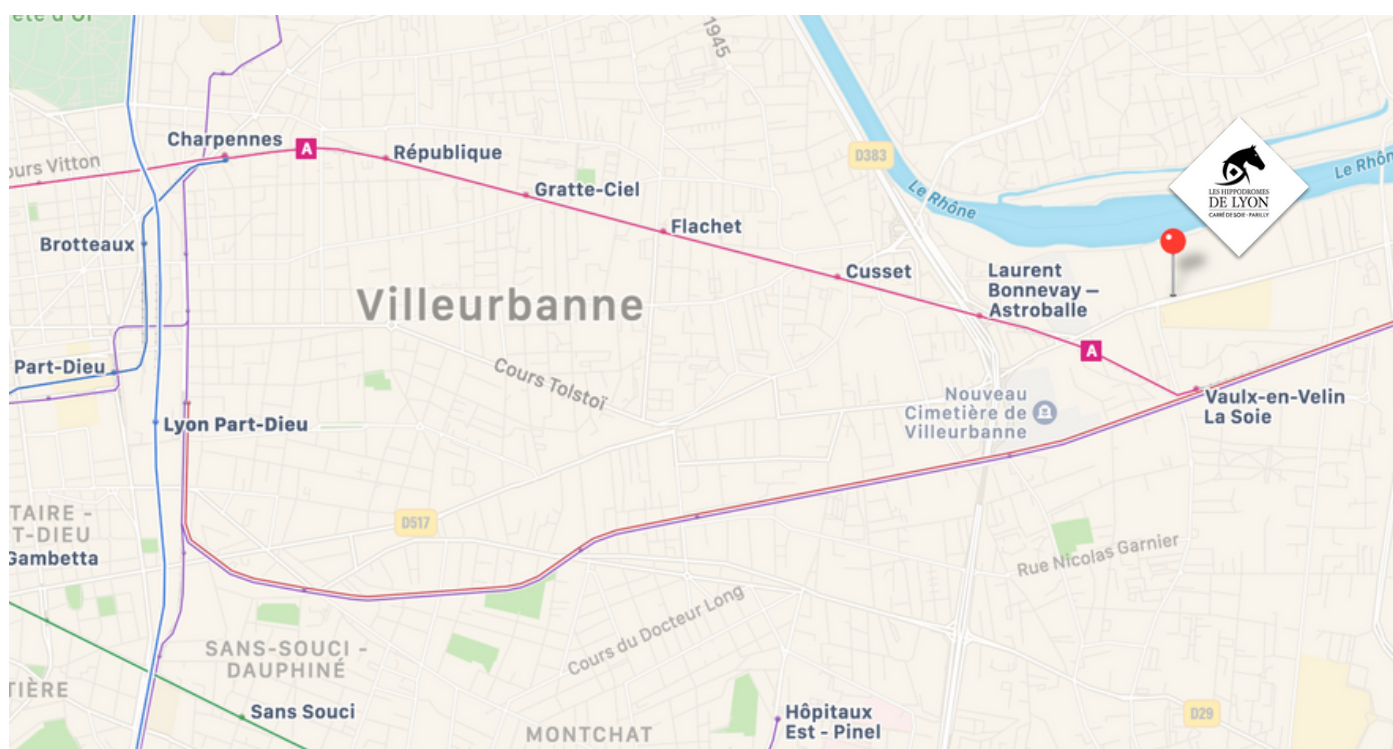 1945
Charpennes
A
République
D383
Gratte-Ciel
Le Rhône
Le Rhôn
LES HIPPODROMES
DE LYON
CARRÉ DE SOIE - PARILLY
Flachet
Brotteaux
Cusset
Laurent
Bonnevay –
Astroballe
Villeurbanne
A
Part-Dieu
Cours Tolstoï
Nouveau
Cimetière de
Villeurbanne
Vaulx-en-Velin
La Soie
Lyon Part-Dieu
TAIRE -
T-DIEU
Gambetta
D517
Rue Nicolas Garnier
Cours du Docteur Long
SANS-SOUCI -
DAUPHINÉ
TIÈRE
Sans Souci
MONTCHAT
Hôpitaux
Est - Pinel
D29
ours Vitton